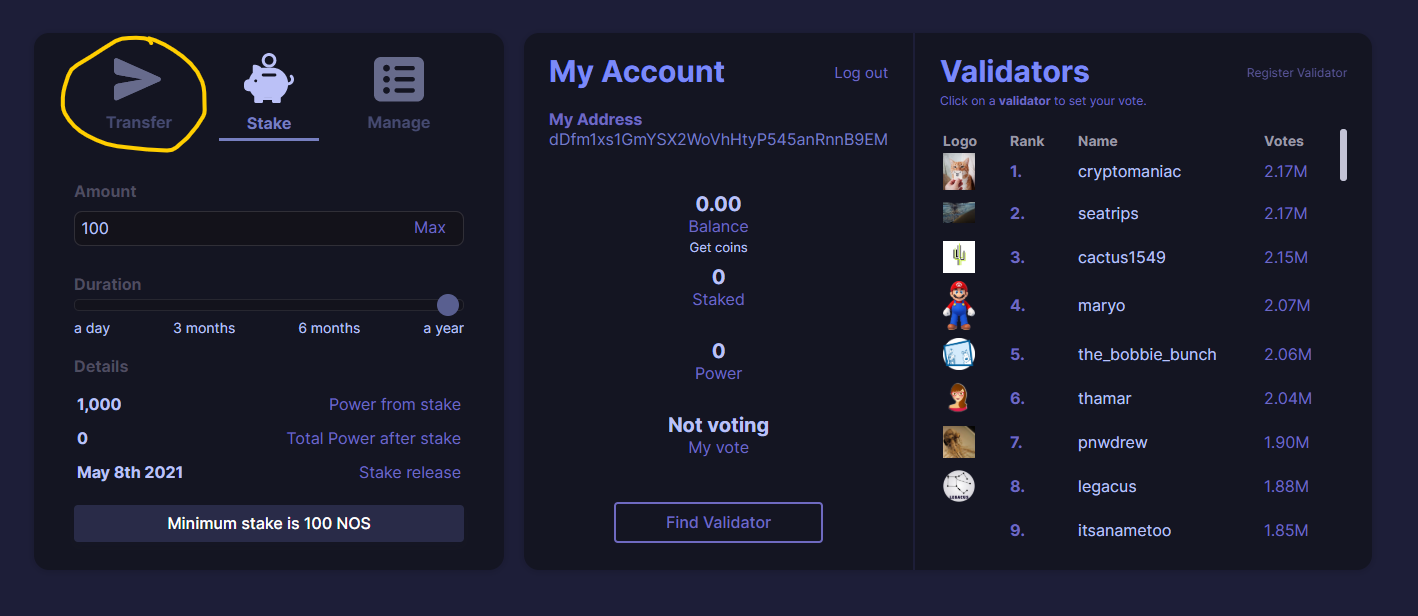 Transfer
Stake
Manage
Amount
100 Max
Duration
a day 3 months 6 months a year
Details
1,000 Power from stake
0 Total Power after stake
May 8th 2021 Stake release
Minimum stake is 100 NOS
My Account Log out
My Address
dDfm1xs1GmYSX2WoVhHtyP545anRnnB9EM
0.00
Balance
Get coins
0
Staked
0
Power
Not voting
My vote
Find Validator
Validators Register Validator
Click on a validator to set your vote.
Logo Rank Name Votes
1. cryptomaniac 2.17M
2. seatrips 2.17M
3. cactus1549 2.15M
4. maryo 2.07M
5. the_bobbie_bunch 2.06M
6. thamar 2.04M
7. pnwdrew 1.90M
8. legacus 1.88M
LEGACUS
9. itsanametoo 1.85M